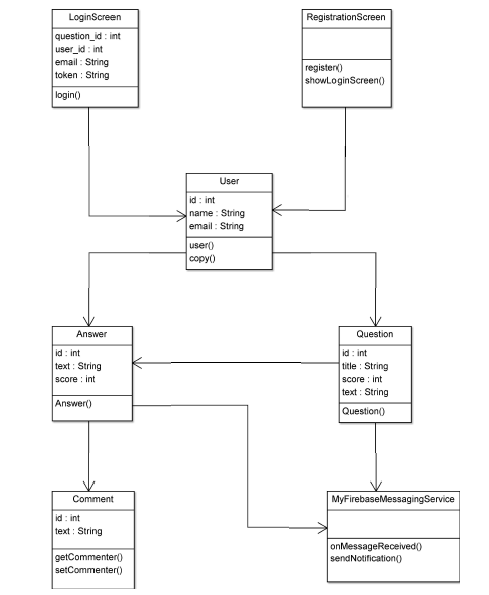 LoginScreen
question_id : int
user_id : int
email : String
token : String
login()
RegistrationScreen
register()
showLoginScreen()
User
id : int
name : String
email : String
user()
copy()
Answer
id : int
text : String
score : int
Answer()
Question
id : int
title : String
score : int
text : String
Question()
Comment
id : int
text : String
getCommenter()
setCommenter()
MyFirebaseMessagingService
onMessageReceived()
sendNotification()